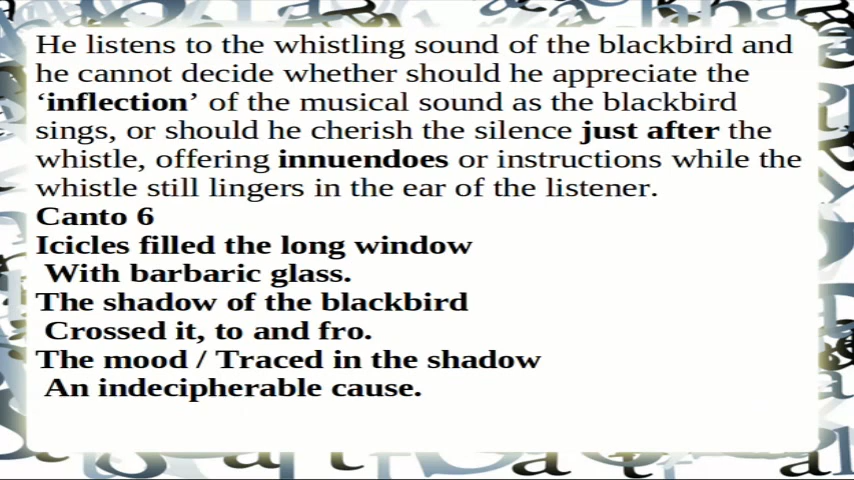 He listens to the whistling sound of the blackbird and
he cannot decide whether should he appreciate the
‘inflection’ of the musical sound as the blackbird
sings, or should he cherish the silence just after the
whistle, offering innuendoes or instructions while the
whistle still lingers in the ear of the listener.
Canto 6
Icicles filled the long window
With barbaric glass.
The shadow of the blackbird
Crossed it, to and fro.
The mood / Traced in the shadow
An indecipherable cause.